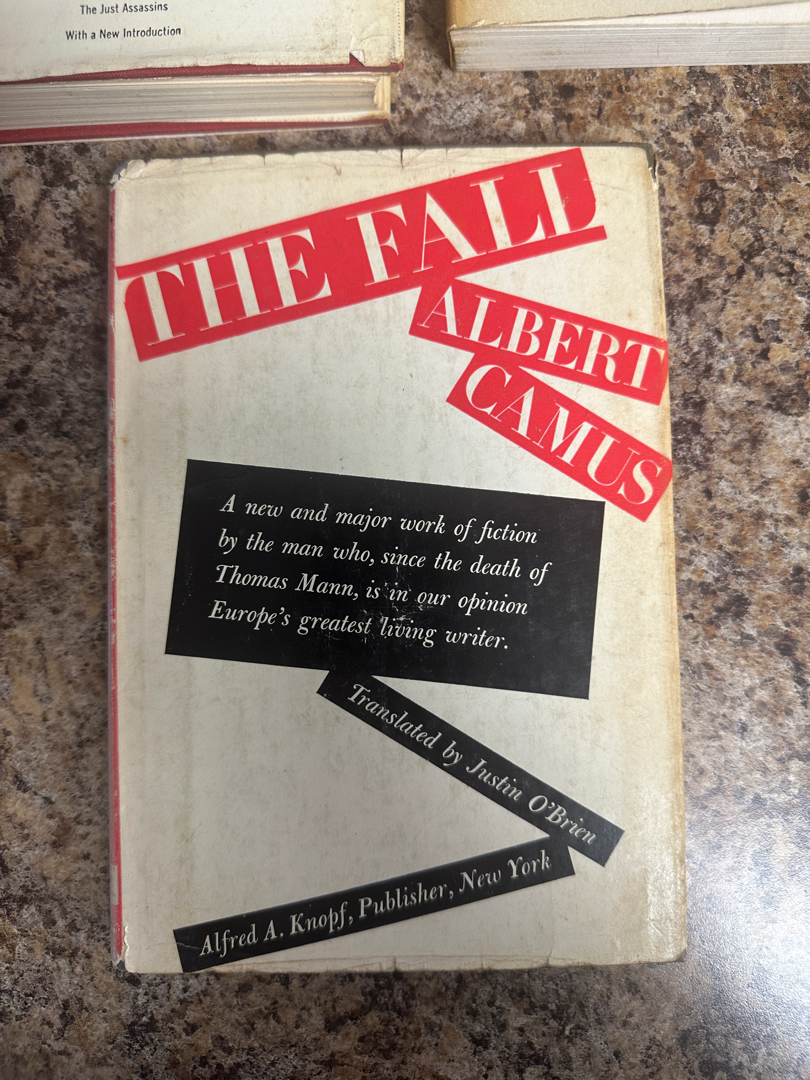 The Just Assassins
With a New Introduction
THE FALL
ALBERT
CAMUS
A new and major work of fiction
by the man who, since the death of
Thomas Mann, is in our opinion
Europe's greatest living writer.
Translated by Justin O'Brien
Alfred A. Knopf, Publisher, New York